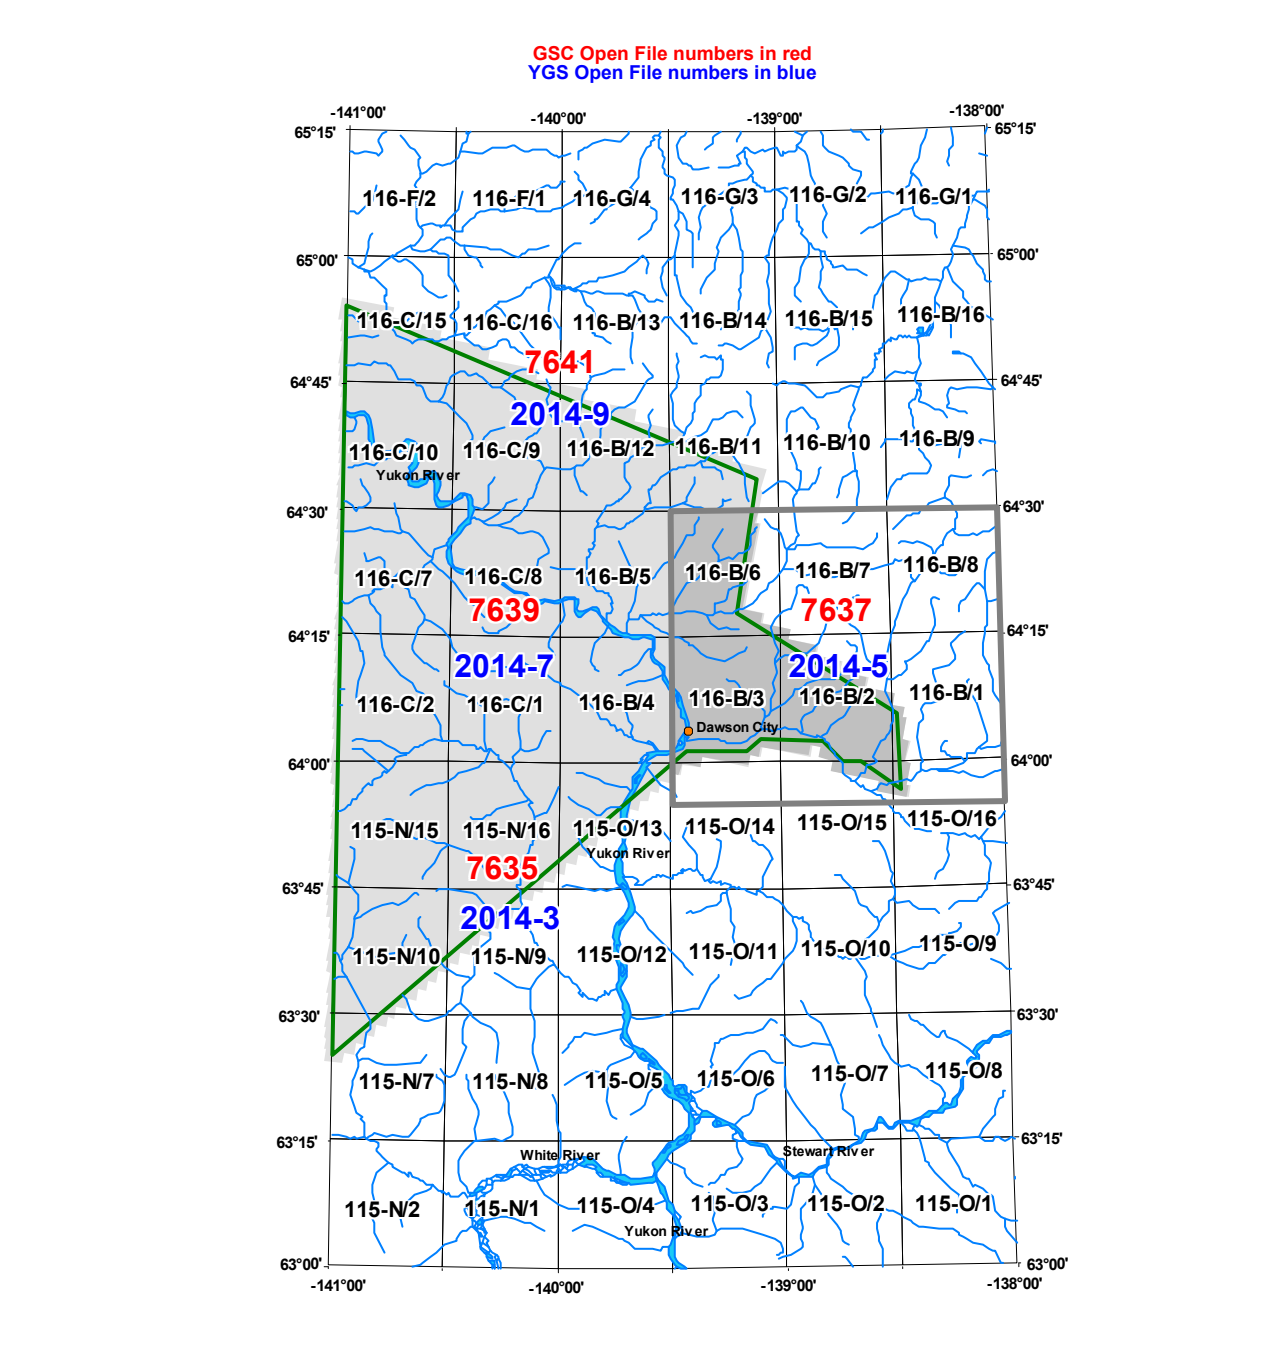 GSC Open File numbers in red
YGS Open File numbers in blue
-141°00'
-140°00'
-139°00'
-138°00'
65°15'
65°15'
116-F/2
116-F/1
116-G/4
116-G/3
116-G/2
116-G/1
65°00'
65°00'
116-C/15
116-C/16
116-B/13
116-B/14
116-B/15
116-B/16
7641
64°45'
64°45'
2014-9
116-C/10
116-C/9
116-B/12
116-B/11
116-B/10
116-B/9
Yukon River
64°30'
64°30'
116-C/7
116-C/8
116-B/5
116-B/6
116-B/7
116-B/8
7639
7637
64°15'
64°15'
2014-7
2014-5
116-C/2
116-C/1
116-B/4
116-B/3
116-B/2
116-B/1
Dawson City
64°00'
64°00'
115-N/15
115-N/16
115-O/13
115-O/14
115-O/15
115-O/16
Yukon River
7635
63°45'
63°45'
2014-3
115-N/10
115-N/9
115-O/12
115-O/11
115-O/10
115-O/9
63°30'
63°30'
115-N/7
115-N/8
115-O/5
115-O/6
115-O/7
115-O/8
63°15'
63°15'
White River
Stewart River
115-N/2
115-N/1
115-O/4
115-O/3
115-O/2
115-O/1
Yukon River
63°00'
63°00'
-141°00'
-140°00'
-139°00'
-138°00'